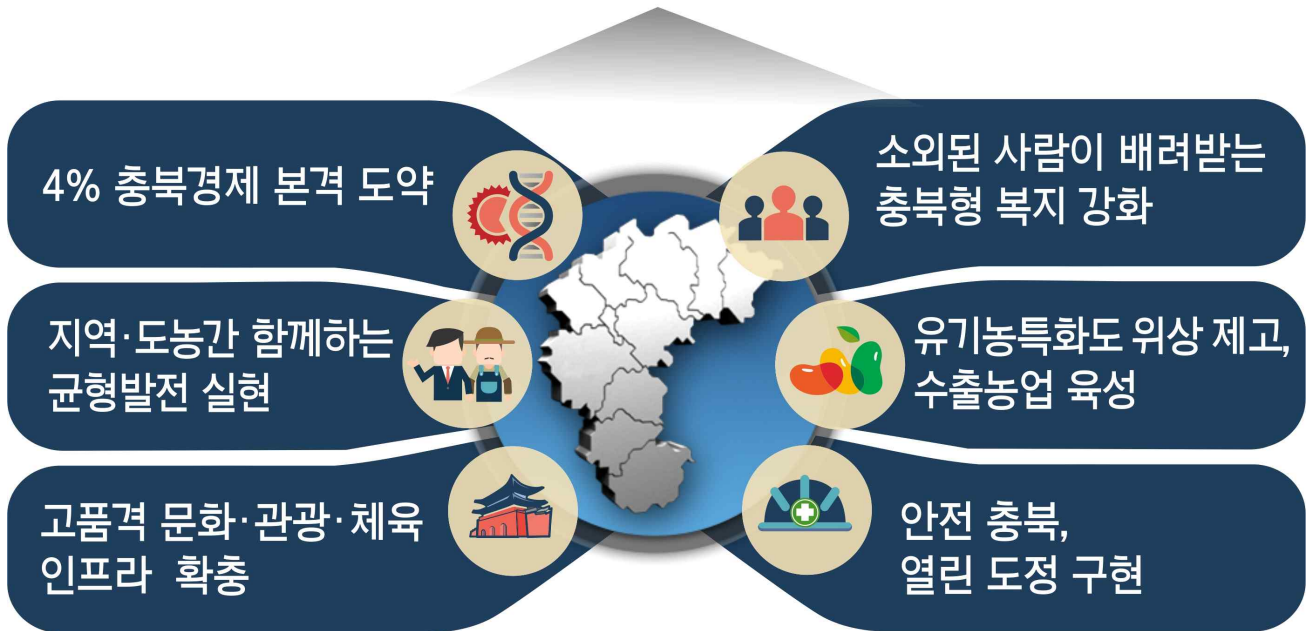 4% 충북경제 본격 도약
소외된 사람이 배려받는
충북형 복지 강화
지역·도농간 함께하는
균형발전 실현
유기농특화도 위상 제고,
수출농업 육성
고품격 문화·관광·체육
인프라 확충
안전 충북,
열린 도정 구현